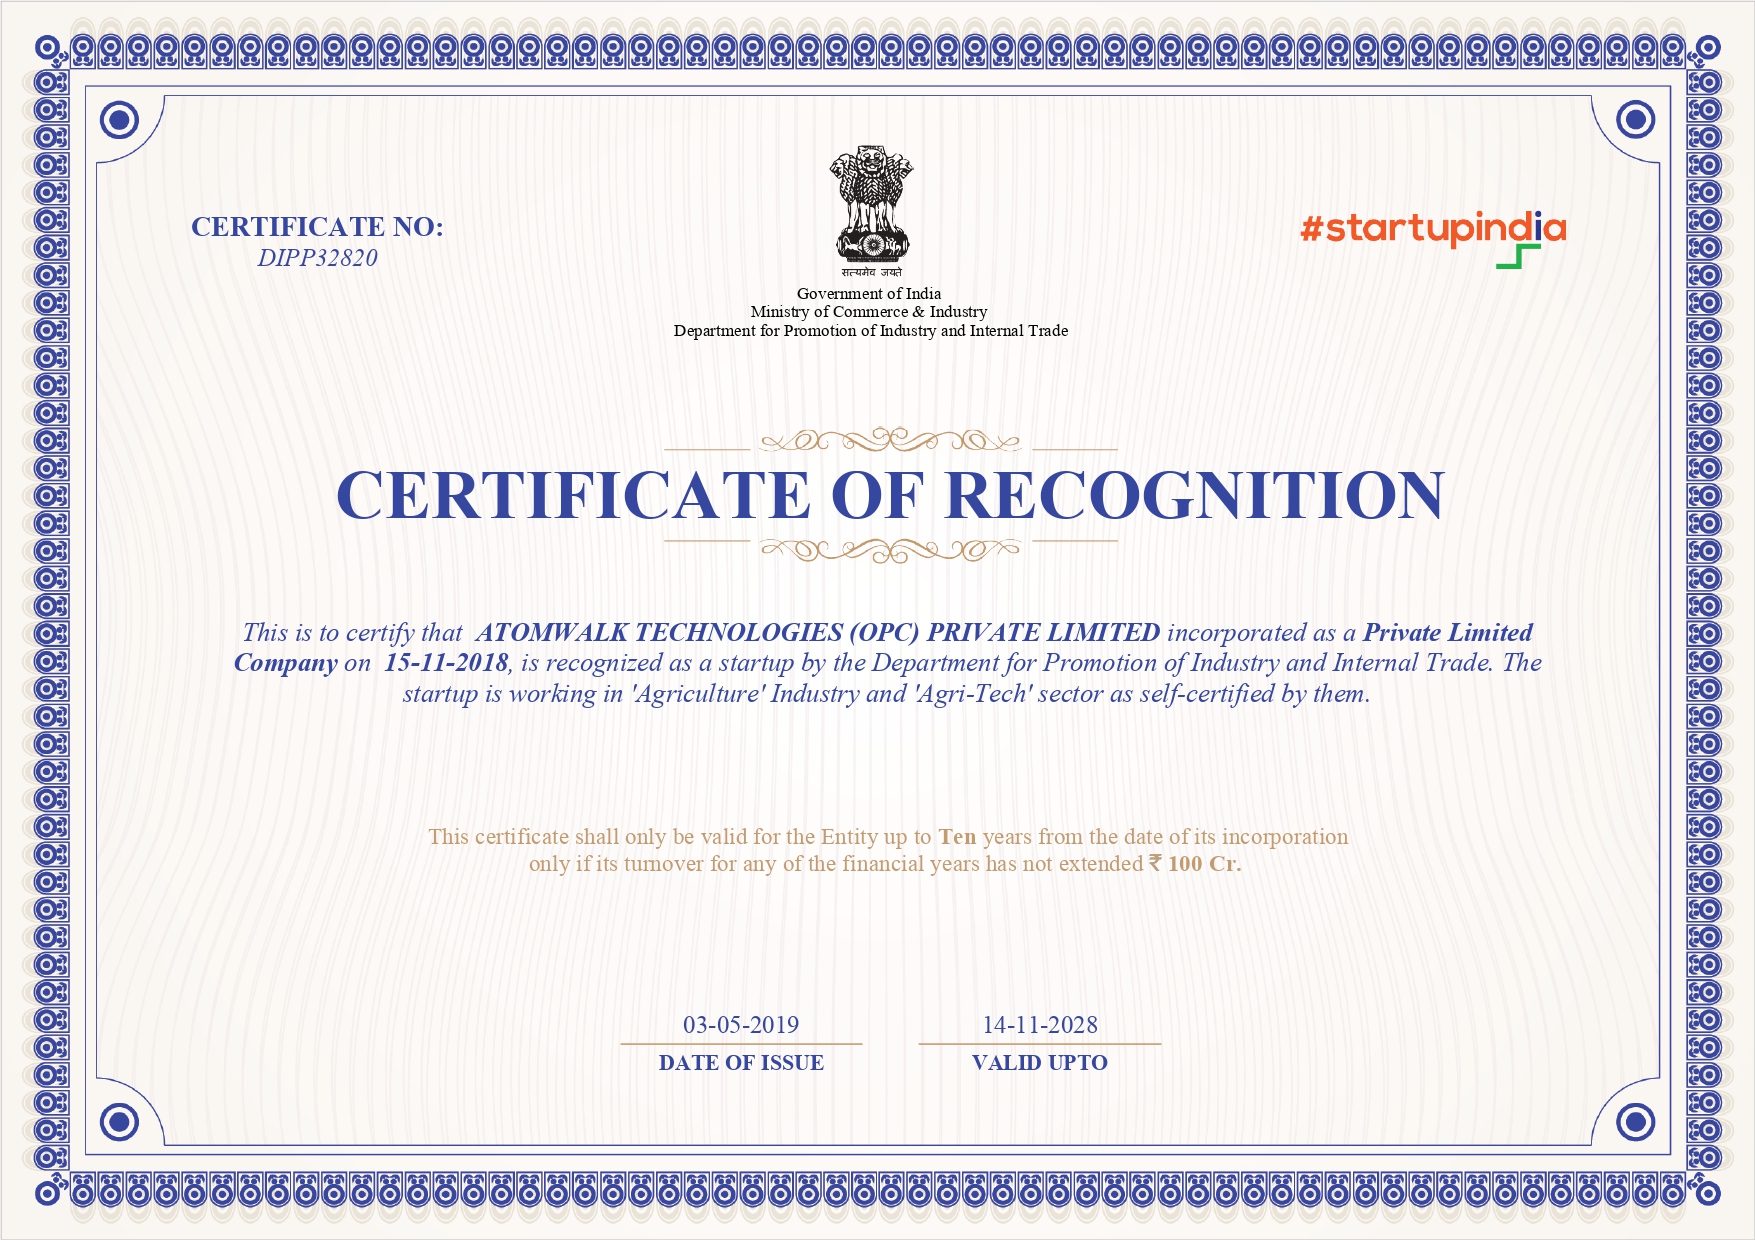 CERTIFICATE NO:
DIPP32820
सत्यमेव जयते
#startupindia
Government of India
Ministry of Commerce & Industry
Department for Promotion of Industry and Internal Trade
CERTIFICATE OF RECOGNITION
This is to certify that ATOMWALK TECHNOLOGIES (OPC) PRIVATE LIMITED incorporated as a Private Limited
Company on 15-11-2018, is recognized as a startup by the Department for Promotion of Industry and Internal Trade. The
startup is working in 'Agriculture' Industry and 'Agri-Tech' sector as self-certified by them.
This certificate shall only be valid for the Entity up to Ten years from the date of its incorporation
only if its turnover for any of the financial years has not extended ₹ 100 Cr.
03-05-2019
DATE OF ISSUE
14-11-2028
VALID UPTO